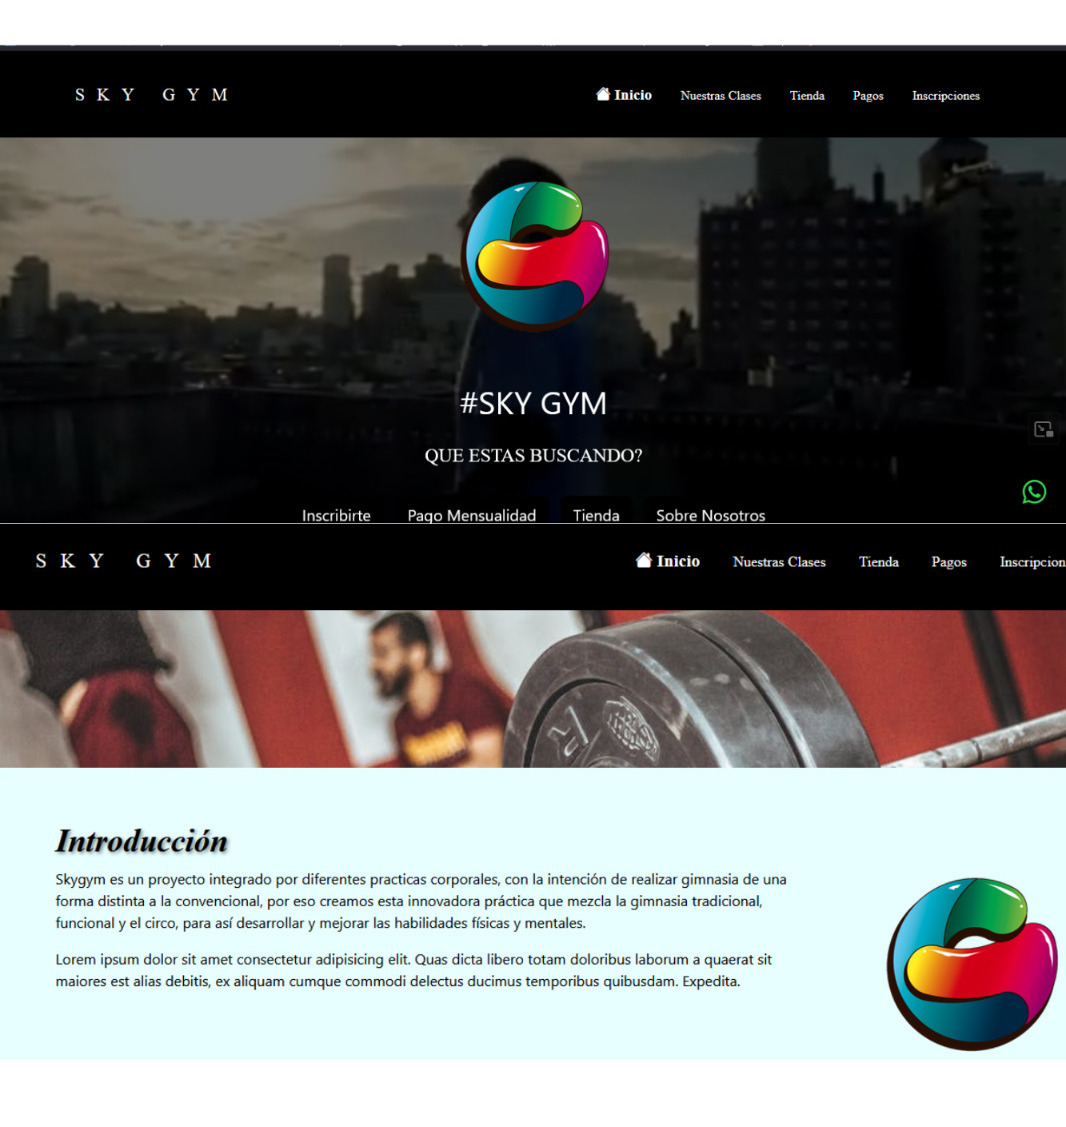 SKY GYM
Inicio Nuestras Clases Tienda Pagos Inscripciones
#SKY GYM
QUE ESTAS BUSCANDO?
Inscribirte Pago Mensualidad Tienda Sobre Nosotros
SKY GYM
Inicio Nuestras Clases Tienda Pagos Inscripcion
Introducción
Skygym es un proyecto integrado por diferentes practicas corporales, con la intención de realizar gimnasia de una
forma distinta a la convencional, por eso creamos esta innovadora práctica que mezcla la gimnasia tradicional,
funcional y el circo, para así desarrollar y mejorar las habilidades físicas y mentales.
Lorem ipsum dolor sit amet consectetur adipisicing elit. Quas dicta libero totam doloribus laborum a quaerat sit
maiores est alias debitis, ex aliquam cumque commodi delectus ducimus temporibus quibusdam. Expedita.